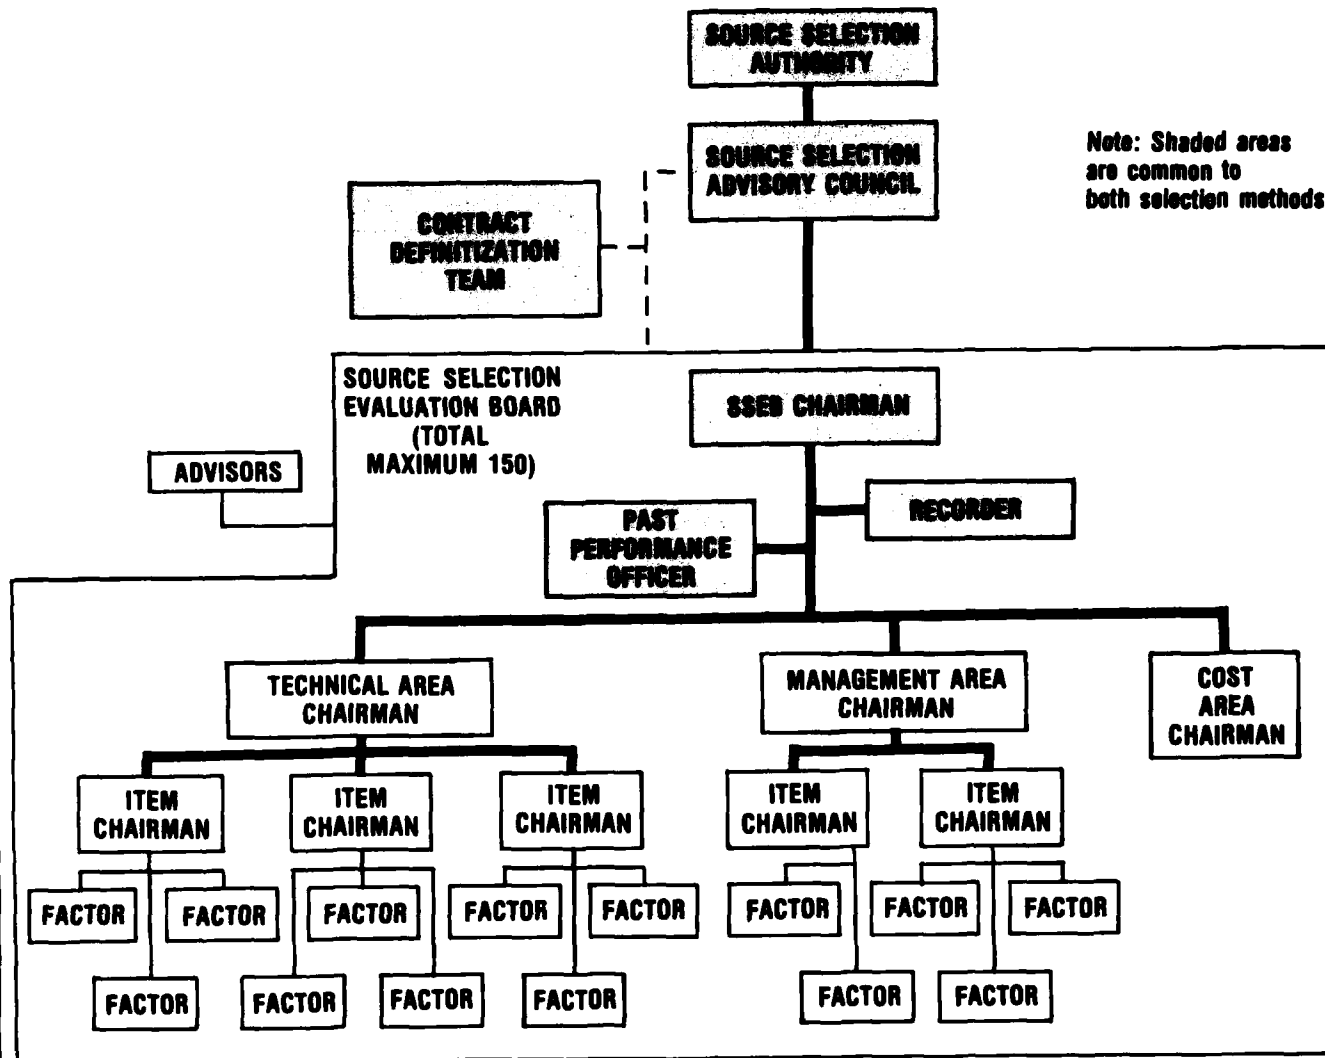 SOURCE SELECTION
AUTHORITY
SOURCE SELECTION
ADVISORY COUNCIL
Note: Shaded areas
are common to
both selection methods
CONTRACT
DEFINITIZATION
TEAM
SOURCE SELECTION
EVALUATION BOARD
(TOTAL
MAXIMUM 150)
SSEB CHAIRMAN
ADVISORS
RECORDER
PAST
PERFORMANCE
OFFICER
TECHNICAL AREA
CHAIRMAN
MANAGEMENT AREA
CHAIRMAN
COST
AREA
CHAIRMAN
ITEM
CHAIRMAN
ITEM
CHAIRMAN
ITEM
CHAIRMAN
ITEM
CHAIRMAN
ITEM
CHAIRMAN
FACTOR
FACTOR
FACTOR
FACTOR
FACTOR
FACTOR
FACTOR
FACTOR
FACTOR
FACTOR
FACTOR
FACTOR
FACTOR
FACTOR